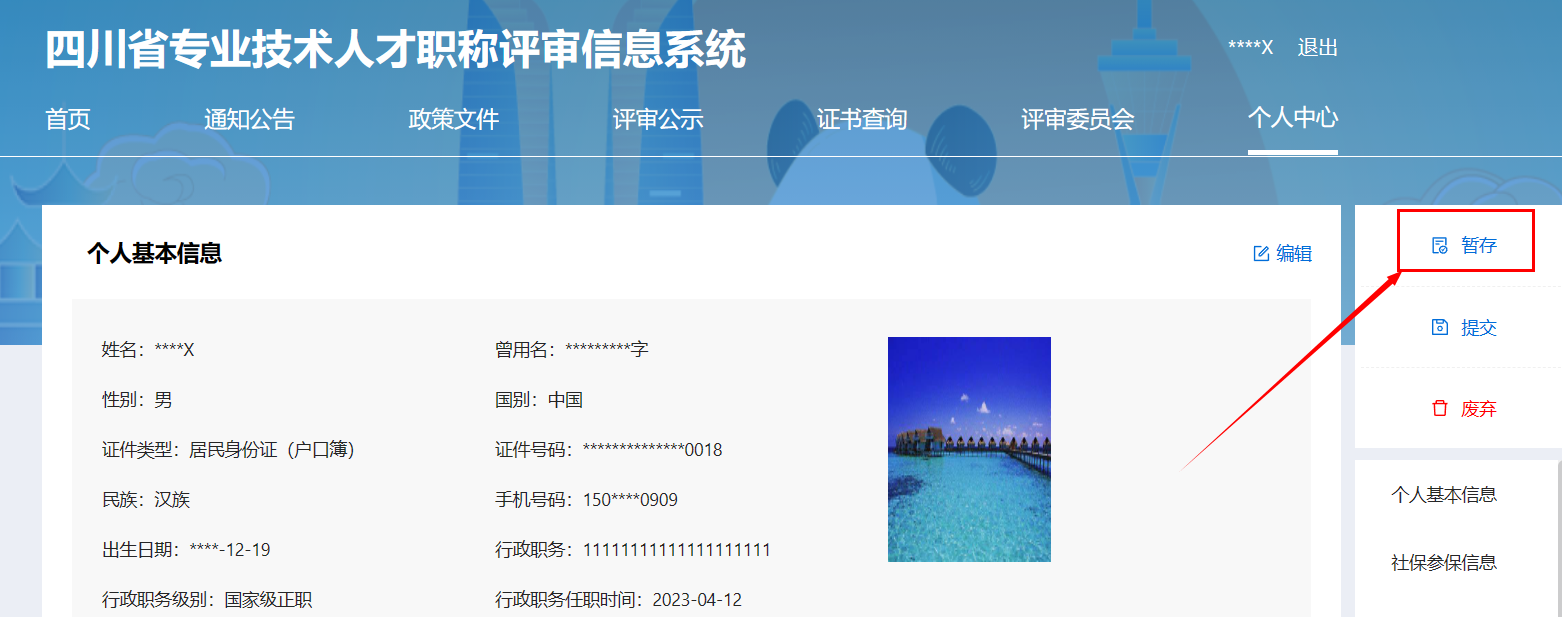 四川省专业技术人才职称评审信息系统
****X 退出
首页 通知公告 政策文件 评审公示 证书查询 评审委员会 个人中心
个人基本信息 编辑
姓名：****X 曾用名：*********字
性别：男 国别：中国
证件类型：居民身份证（户口簿） 证件号码：**************0018
民族：汉族 手机号码：150****0909
出生日期：****-12-19 行政职务：11111111111111111111
行政职务级别：国家级正职 行政职务任职时间：2023-04-12
暂存
提交
废弃
个人基本信息
社保参保信息